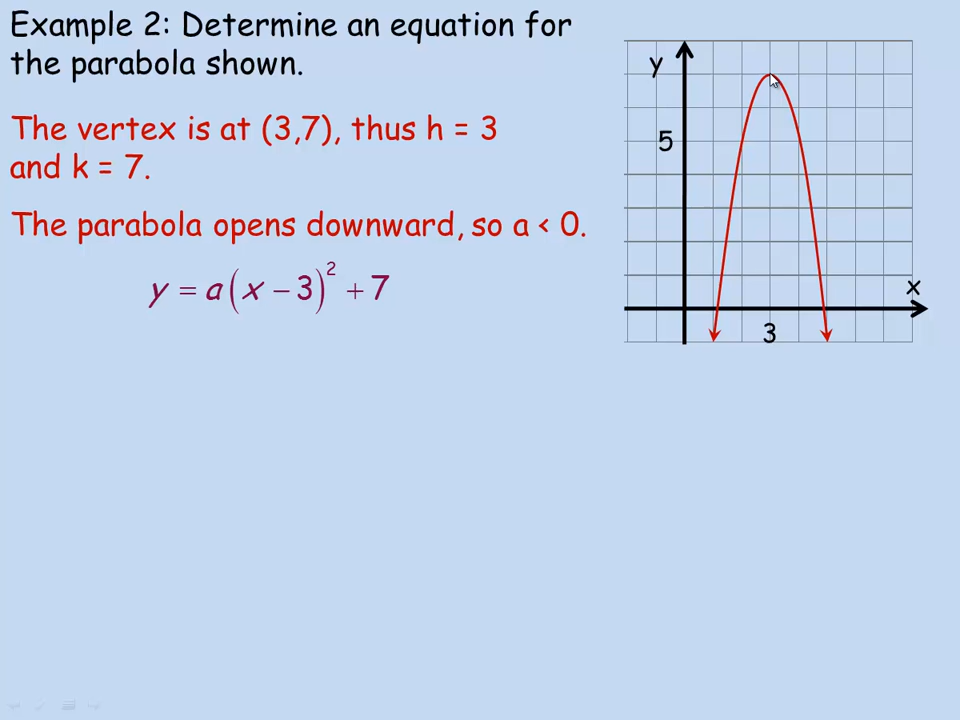 Example 2: Determine an equation for
the parabola shown.
The vertex is at (3,7), thus h = 3
and k = 7.
The parabola opens downward, so a < 0.
y = a(x − 3)² + 7
y
5
x
3